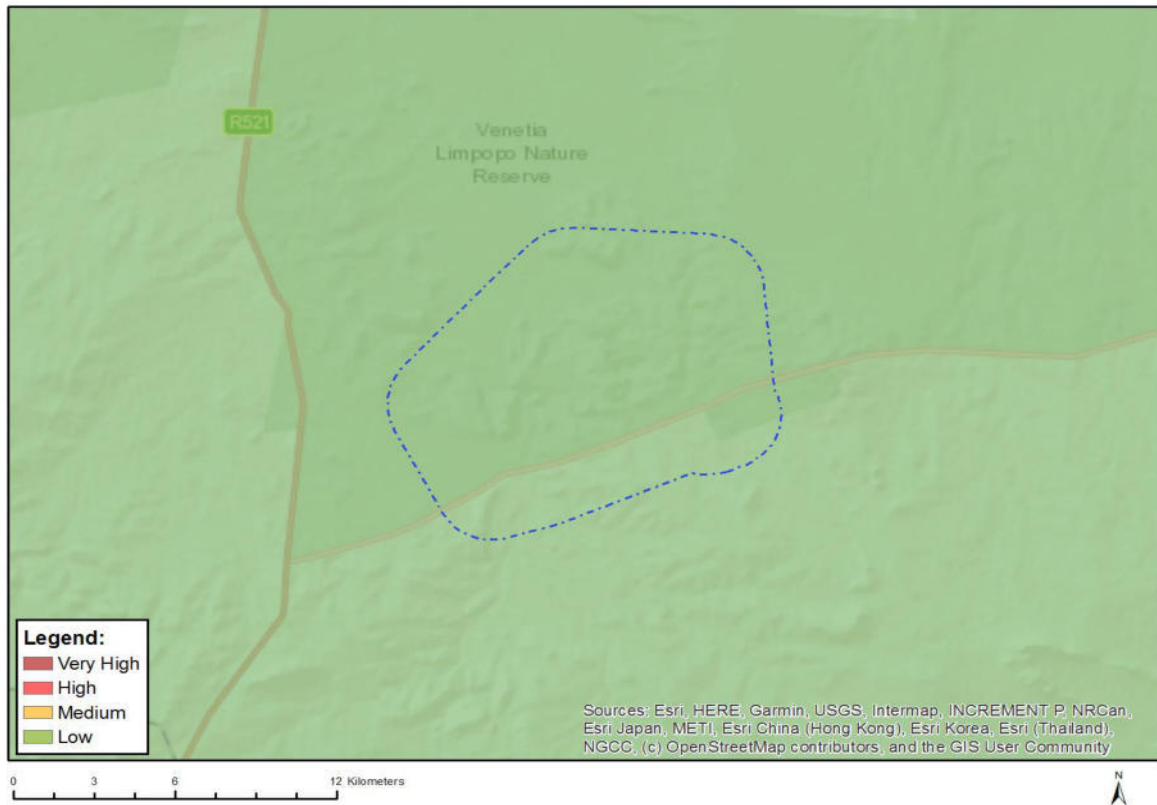 R521
Venetia
Limpopo Nature
Reserve
Legend:
Very High
High
Medium
Low
Sources: Esri, HERE, Garmin, USGS, Intermap, INCREMENT P, NRCan,
Esri Japan, METI, Esri China (Hong Kong), Esri Korea, Esri (Thailand),
NGCC, (c) OpenStreetMap contributors, and the GIS User Community
0 3 6 12 Kilometers
N